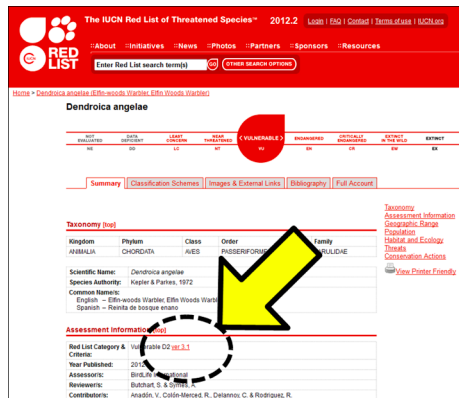 The IUCN Red List of Threatened Species™ 2012.2 Login | FAQ | Contact | Terms of use | IUCN.org
IUCN
RED
LIST
::About ::Initiatives ::News ::Photos ::Partners ::Sponsors ::Resources
Enter Red List search term(s) GO OTHER SEARCH OPTIONS
Home » Dendroica angelae (Elfin-woods Warbler, Elfin Woods Warbler)
Dendroica angelae
NOT EVALUATED DATA DEFICIENT LEAST CONCERN NEAR THREATENED < VULNERABLE > ENDANGERED CRITICALLY ENDANGERED EXTINCT IN THE WILD EXTINCT
NE DD LC NT VU EN CR EW EX
Summary Classification Schemes Images & External Links Bibliography Full Account
Taxonomy
Assessment Information
Geographic Range
Population
Habitat and Ecology
Threats
Conservation Actions
View Printer Friendly
Taxonomy [top]
Kingdom Phylum Class Order Family
ANIMALIA CHORDATA AVES PASSERIFORME RULIDAE
Scientific Name: Dendroica angelae
Species Authority: Kepler & Parkes, 1972
Common Name/s:
English – Elfin-woods Warbler, Elfin Woods Warbl
Spanish – Reinita de bosque enano
Assessment Information [top]
Red List Category & Criteria: Vulnerable D2 ver 3.1
Year Published: 2012
Assessor/s: BirdLife International
Reviewer/s: Butchart, S. & Symes, A.
Contributor/s: Anadón, V., Colón-Merced, R., Delannoy, C. & Rodriguez, R.